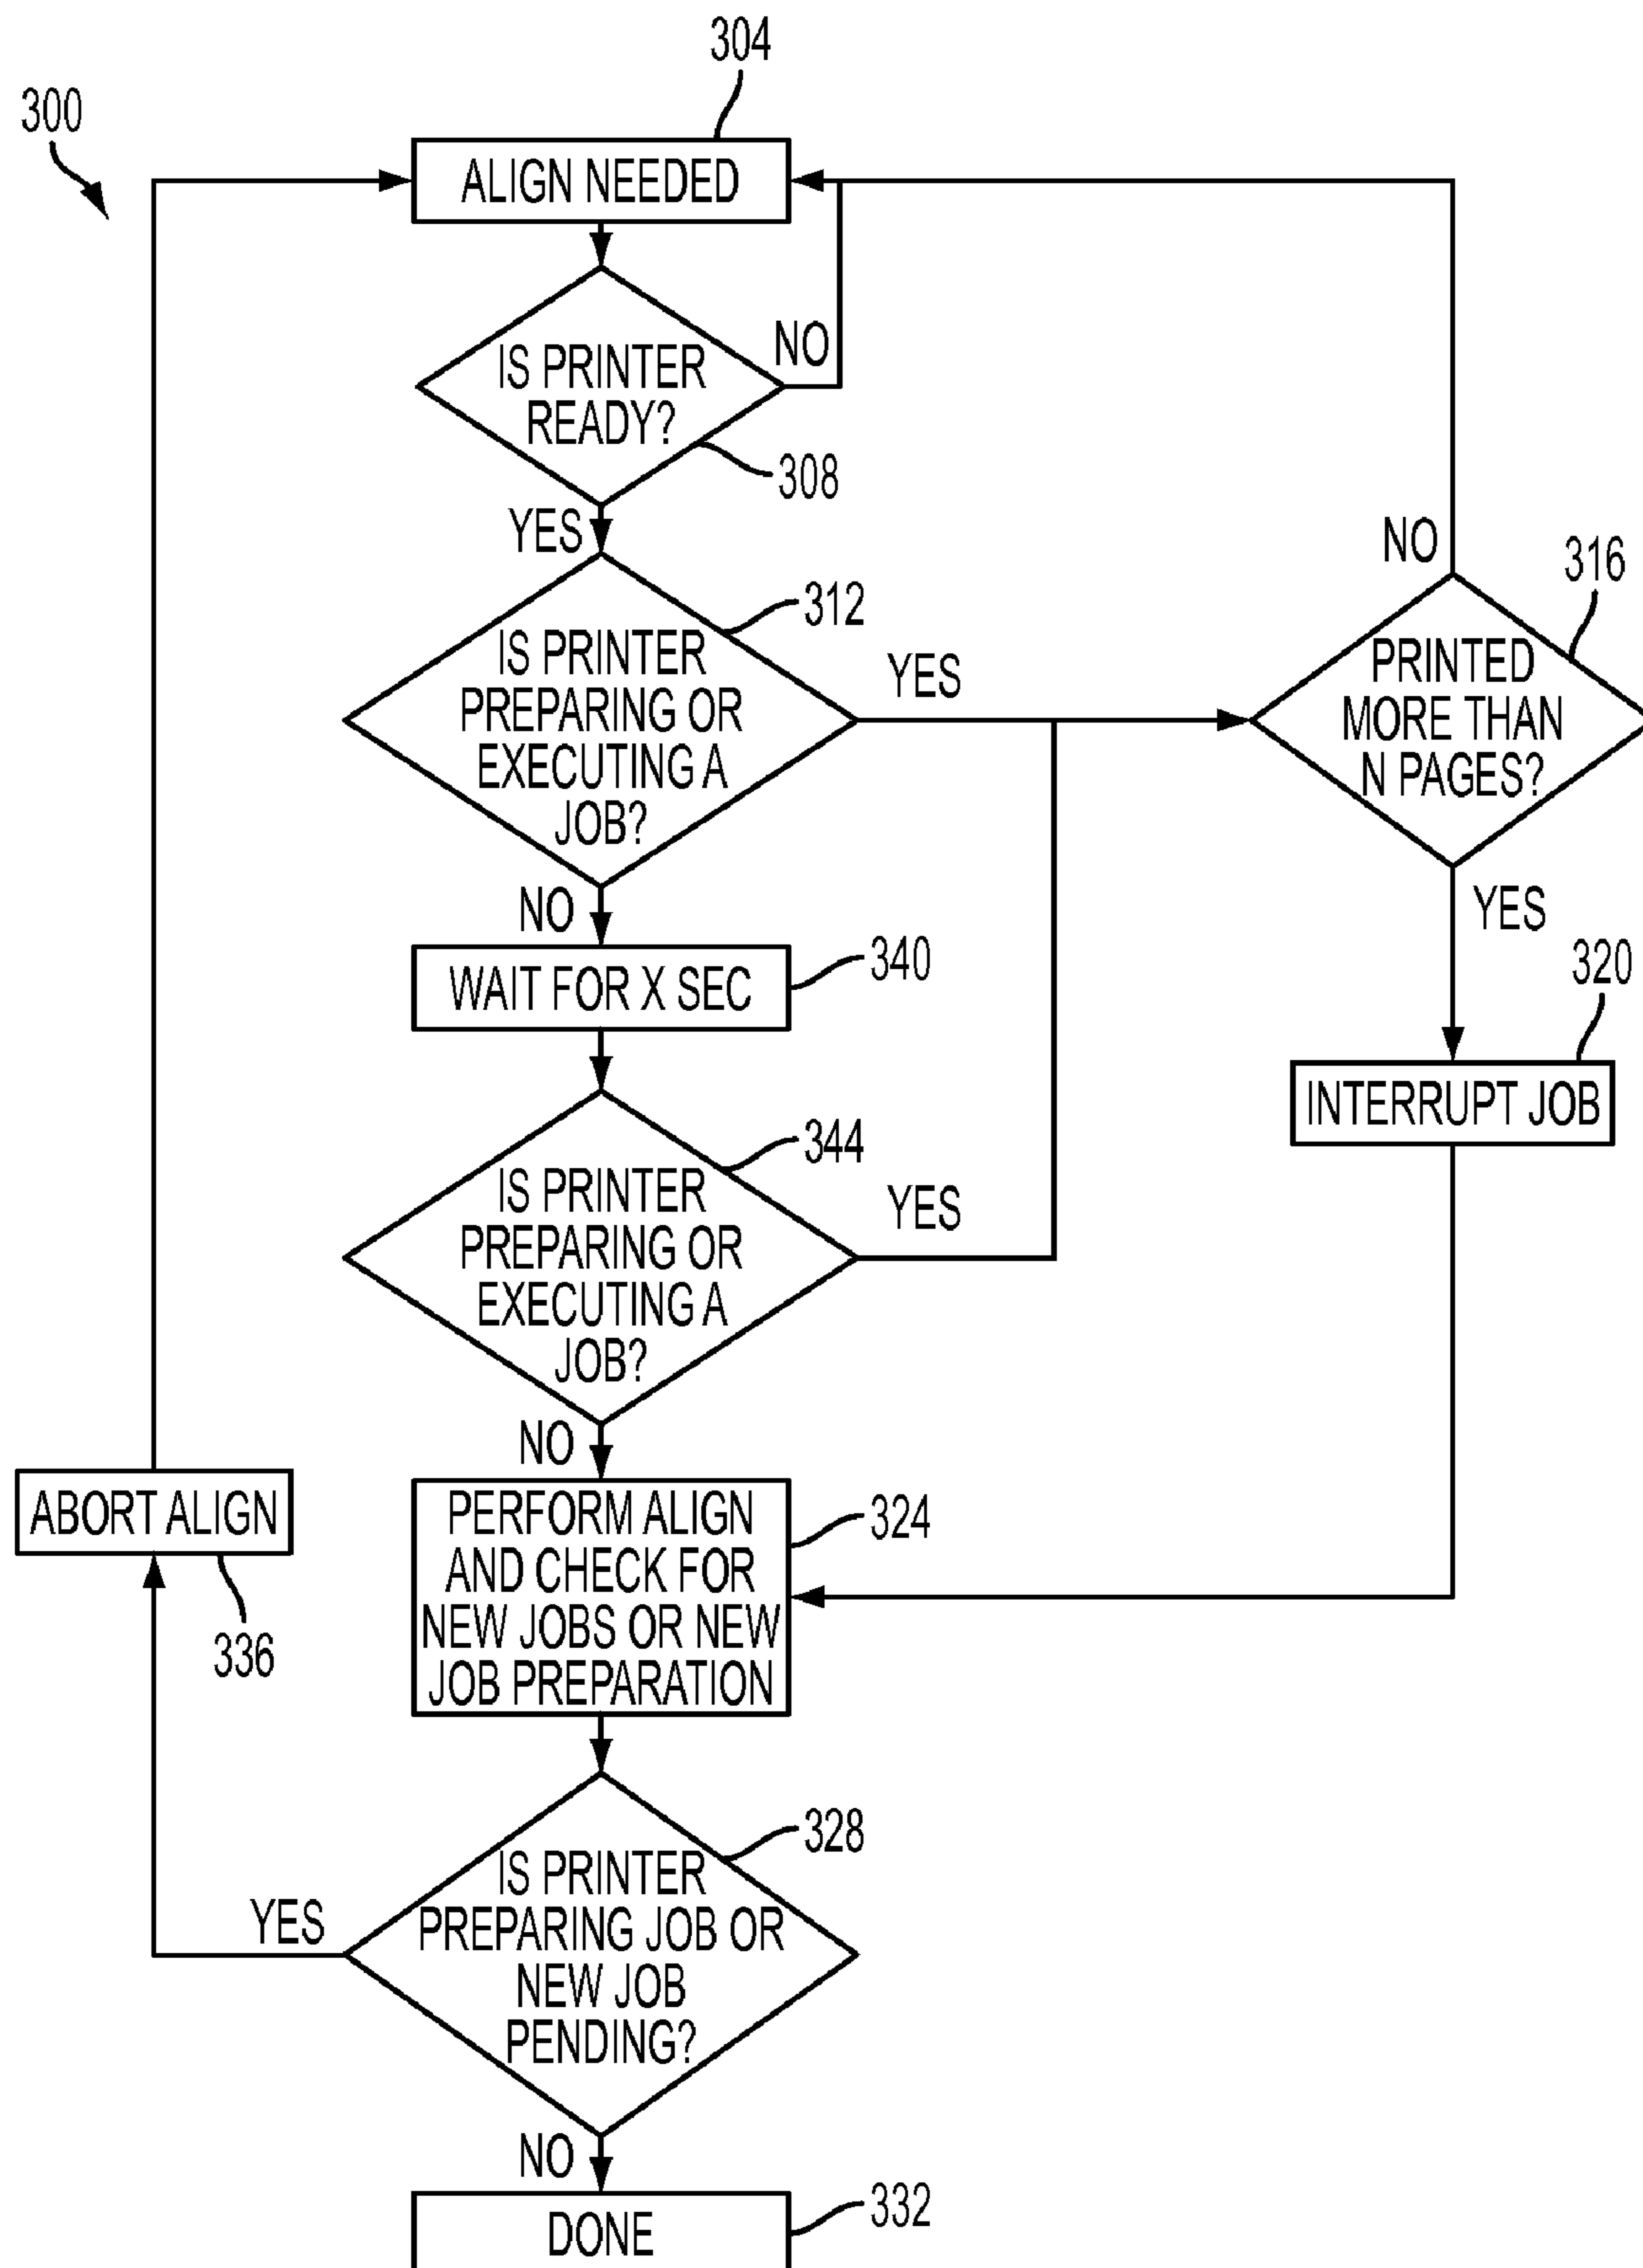 304
300
ALIGN NEEDED
IS PRINTER
READY?
NO
308
YES
IS PRINTER
PREPARING OR
EXECUTING A
JOB?
312
YES
NO
316
PRINTED
MORE THAN
N PAGES?
YES
320
INTERRUPT JOB
NO
WAIT FOR X SEC
340
IS PRINTER
PREPARING OR
EXECUTING A
JOB?
344
YES
NO
ABORT ALIGN
336
PERFORM ALIGN
AND CHECK FOR
NEW JOBS OR NEW
JOB PREPARATION
324
IS PRINTER
PREPARING JOB OR
NEW JOB
PENDING?
328
YES
NO
DONE
332